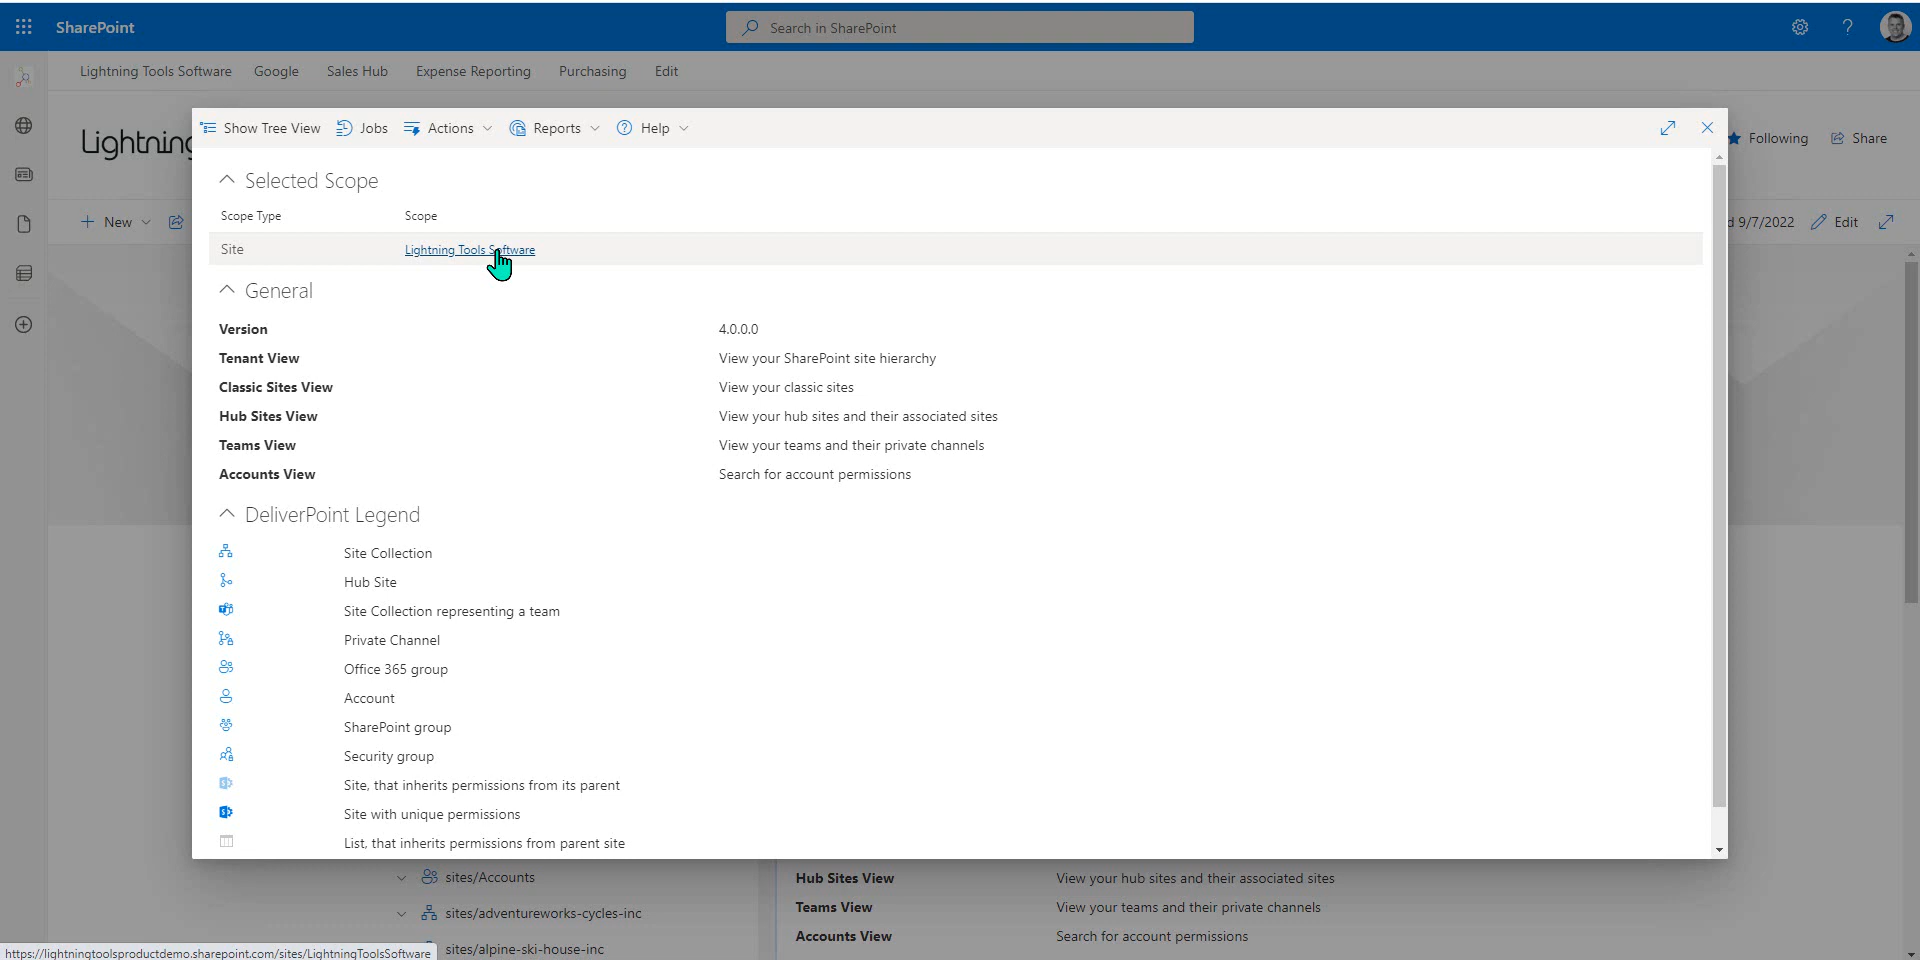 SharePoint
Search in SharePoint
?
Lightning Tools Software Google Sales Hub Expense Reporting Purchasing Edit
Lightning
Following Share
New
9/7/2022 Edit
Show Tree View Jobs Actions Reports Help
Selected Scope
Scope Type Scope
Site Lightning Tools Software
General
Version 4.0.0.0
Tenant View View your SharePoint site hierarchy
Classic Sites View View your classic sites
Hub Sites View View your hub sites and their associated sites
Teams View View your teams and their private channels
Accounts View Search for account permissions
DeliverPoint Legend
Site Collection
Hub Site
Site Collection representing a team
Private Channel
Office 365 group
Account
SharePoint group
Security group
Site, that inherits permissions from its parent
Site with unique permissions
List, that inherits permissions from parent site
sites/Accounts
sites/adventureworks-cycles-inc
sites/alpine-ski-house-inc
Hub Sites View View your hub sites and their associated sites
Teams View View your teams and their private channels
Accounts View Search for account permissions
https://lightningtoolsproductdemo.sharepoint.com/sites/LightningToolsSoftware